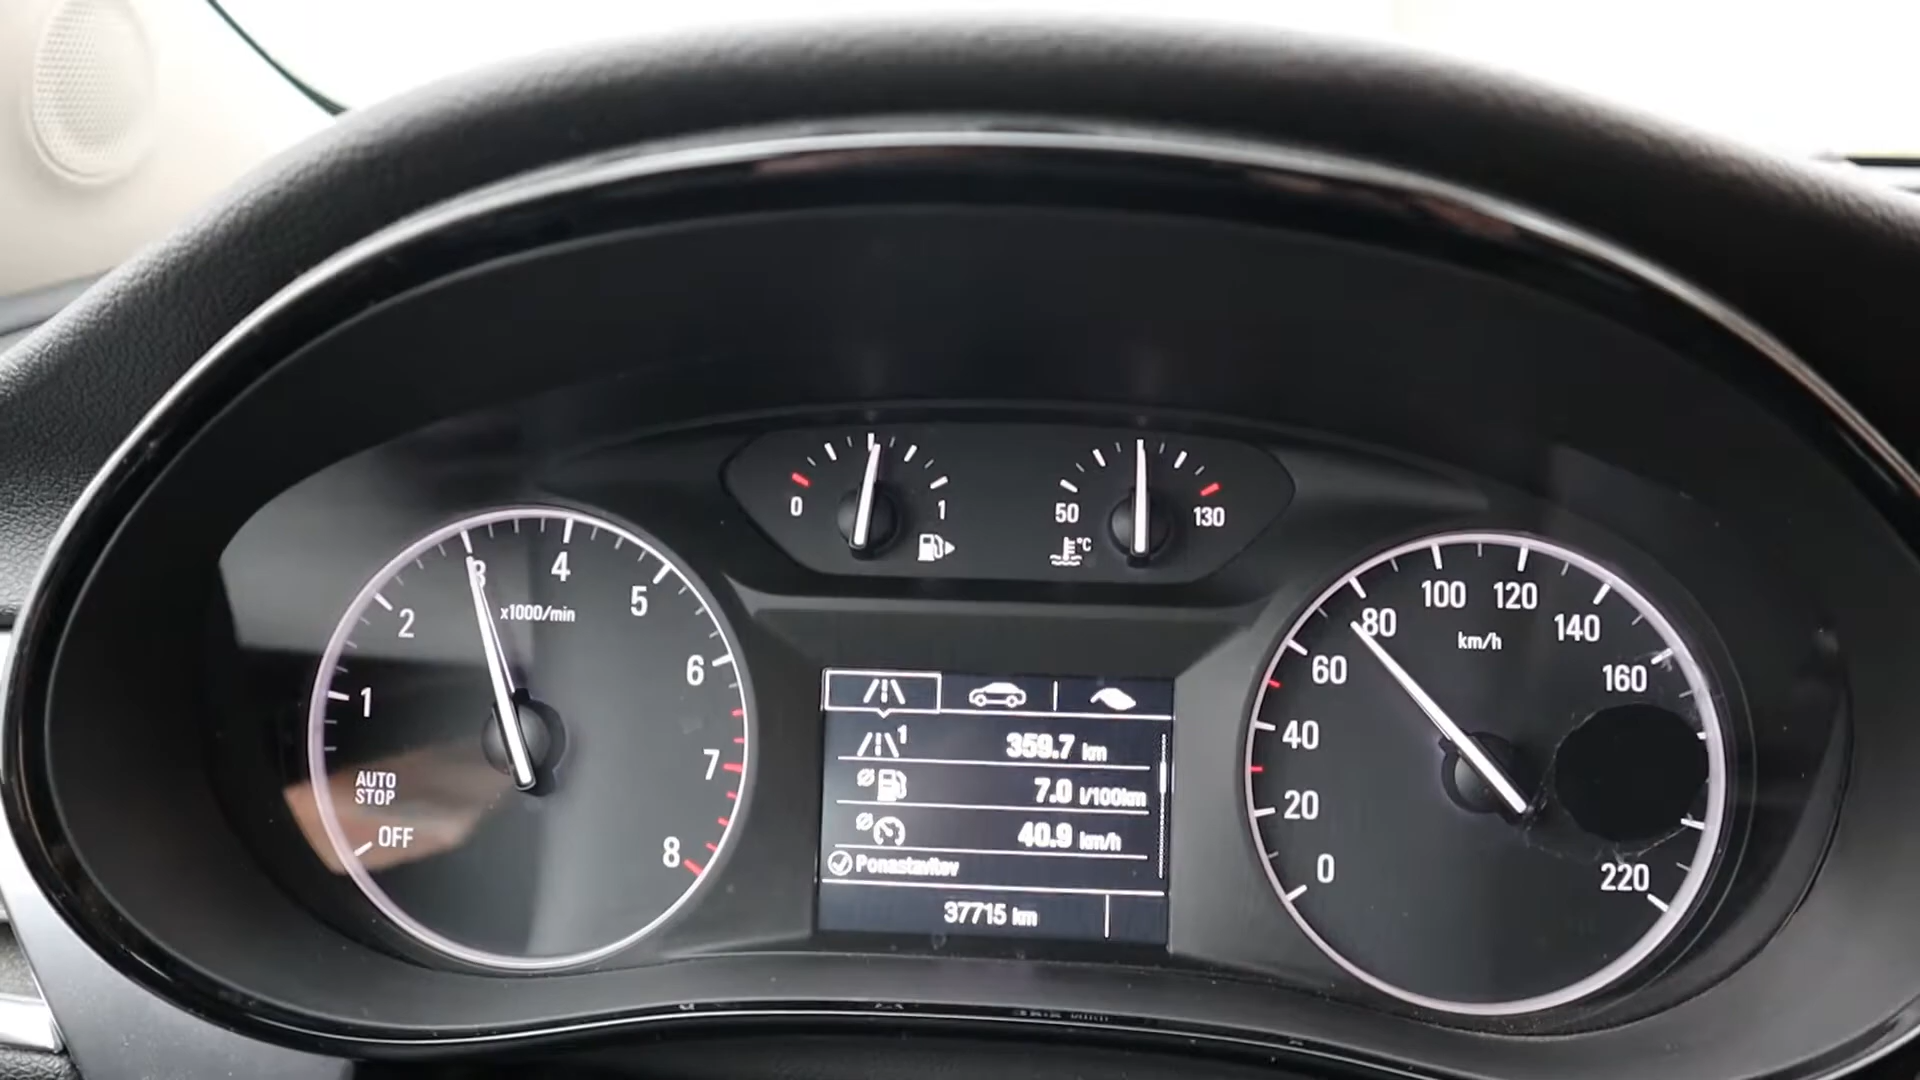 0
1
50
°C
130
1
2
3
4
5
6
7
8
x1000/min
AUTO
STOP
OFF
1
359.7 km
Ø 7.0 l/100km
Ø 40.9 km/h
Ponastavitev
37715 km
0
20
40
60
80
100
120
140
160
220
km/h